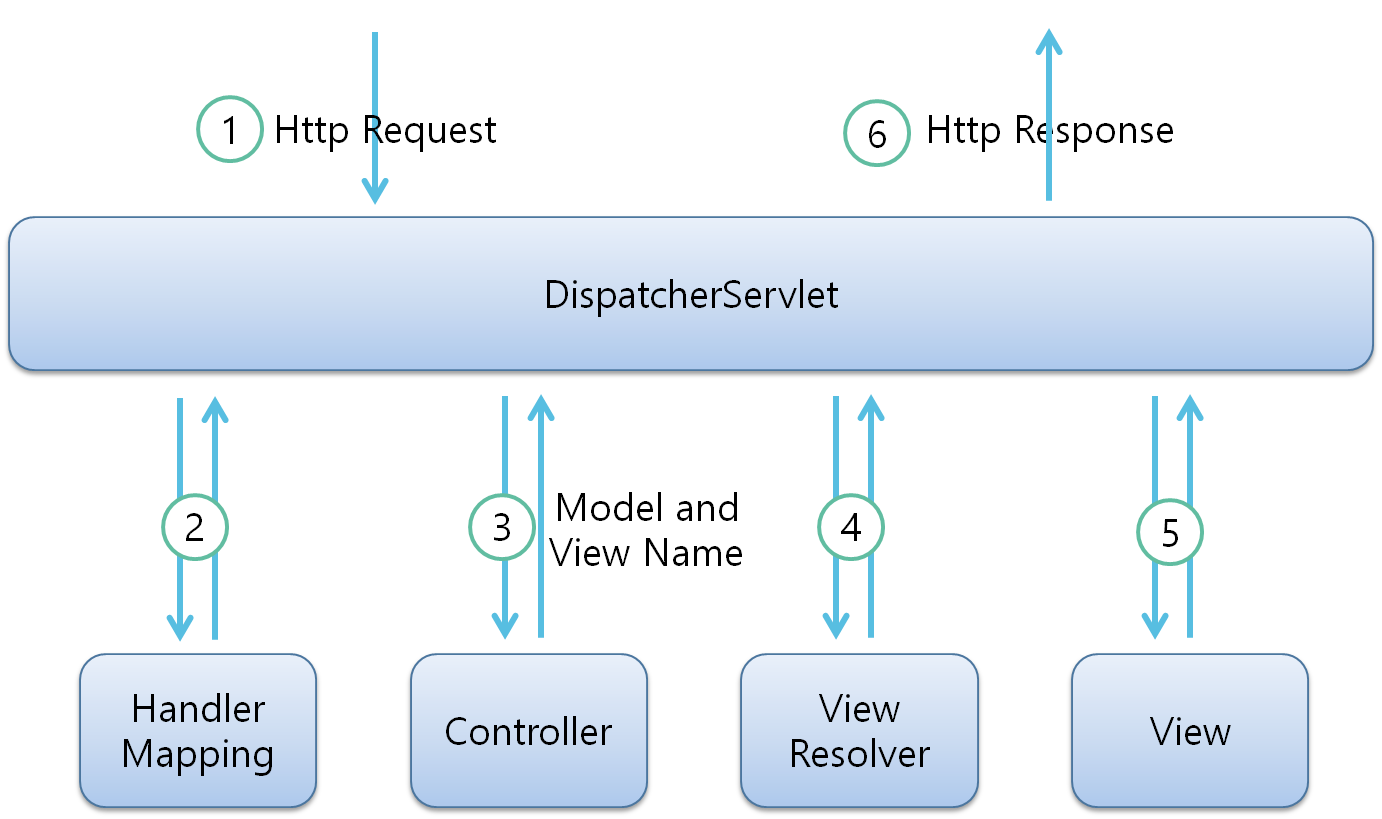 1 Http Request
6 Http Response
DispatcherServlet
2
3
Model and
View Name
4
5
Handler
Mapping
Controller
View
Resolver
View